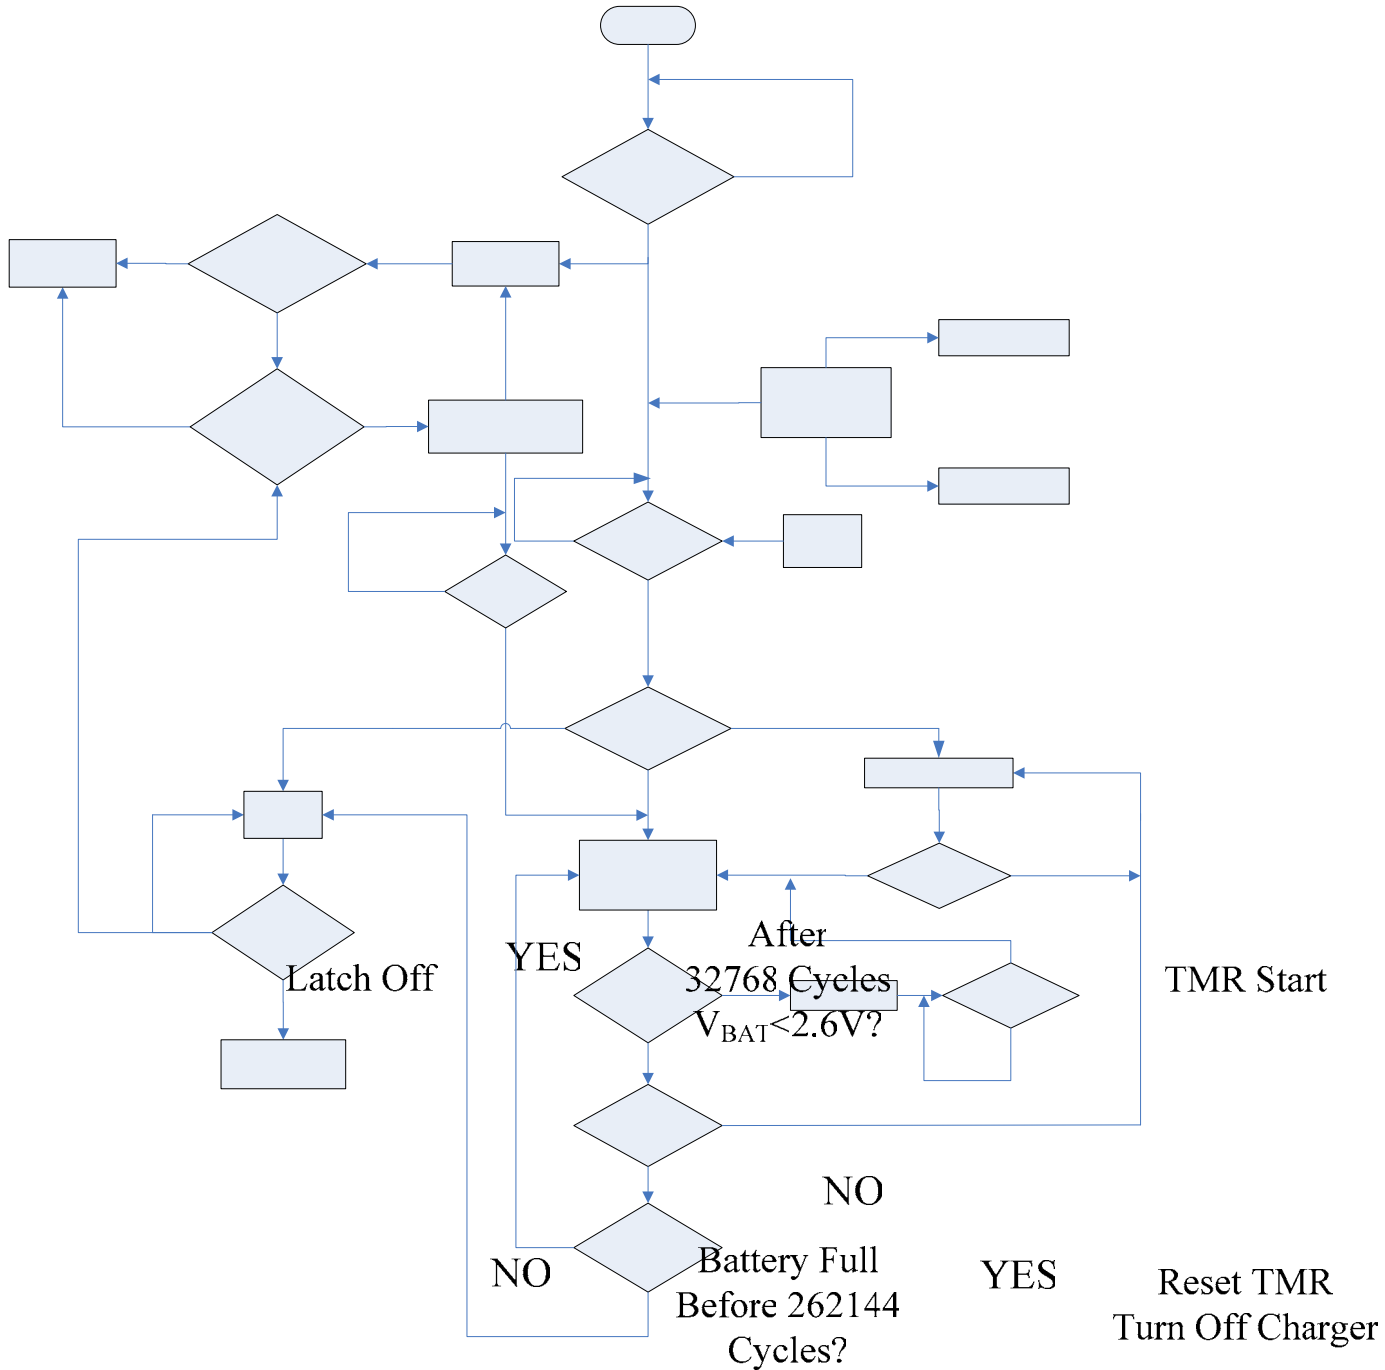 YES
After
32768 Cycles
V_BAT<2.6V?
Latch Off
TMR Start
NO
Battery Full
Before 262144
Cycles?
NO
YES
Reset TMR
Turn Off Charger